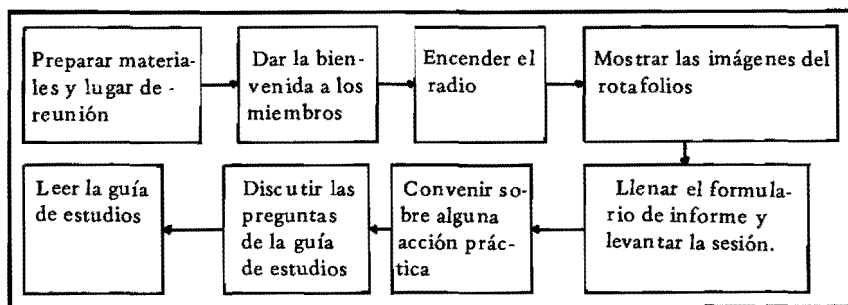 Preparar materia-
les y lugar de -
reunión
Dar la bien-
venida a los
miembros
Encender el
radio
Mostrar las imágenes del
rotafolios
Llenar el formula-
rio de informe y
levantar la sesión.
Convenir so-
bre alguna
acción prác-
tica
Discutir las
preguntas
de la guía
de estudios
Leer la guía
de estudios